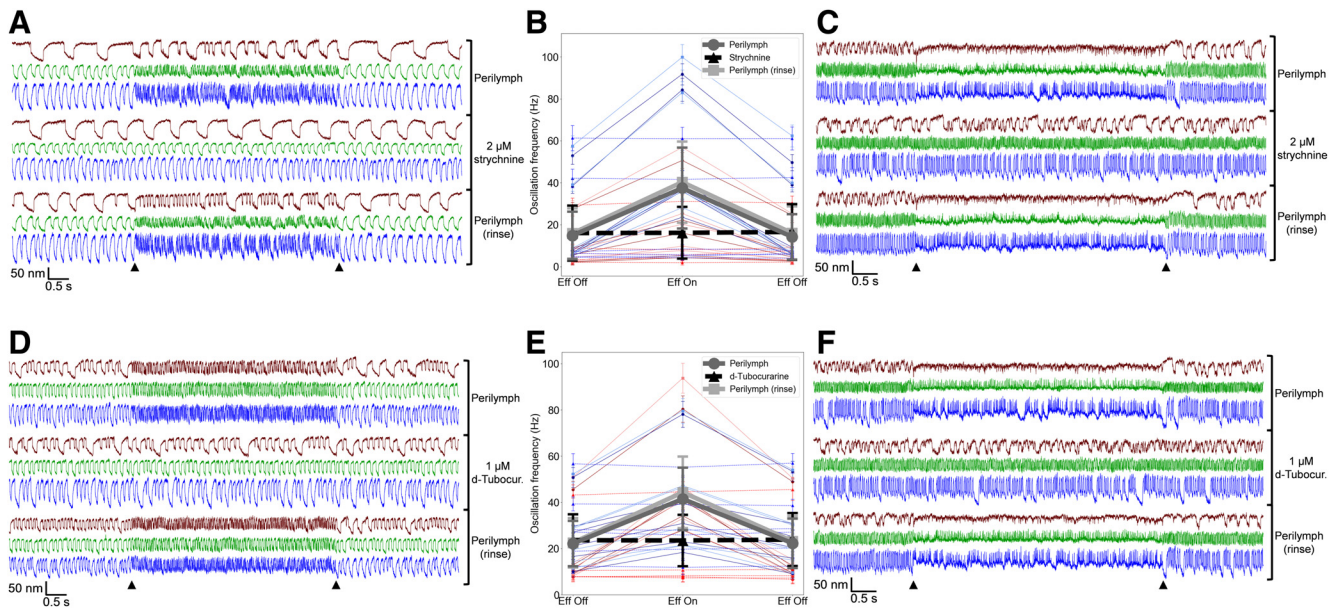 A
Perilymph
2 μM
strychnine
Perilymph
(rinse)
50 nm
0.5 s
B
Oscillation frequency (Hz)
100
80
60
40
20
0
Perilymph
Strychnine
Perilymph (rinse)
Eff Off
Eff On
Eff Off
C
Perilymph
2 μM
strychnine
Perilymph
(rinse)
50 nm
0.5 s
D
Perilymph
1 μM
d-Tubocur.
Perilymph
(rinse)
50 nm
0.5 s
E
Oscillation frequency (Hz)
100
80
60
40
20
0
Perilymph
d-Tubocurarine
Perilymph (rinse)
Eff Off
Eff On
Eff Off
F
Perilymph
1 μM
d-Tubocur.
Perilymph
(rinse)
50 nm
0.5 s